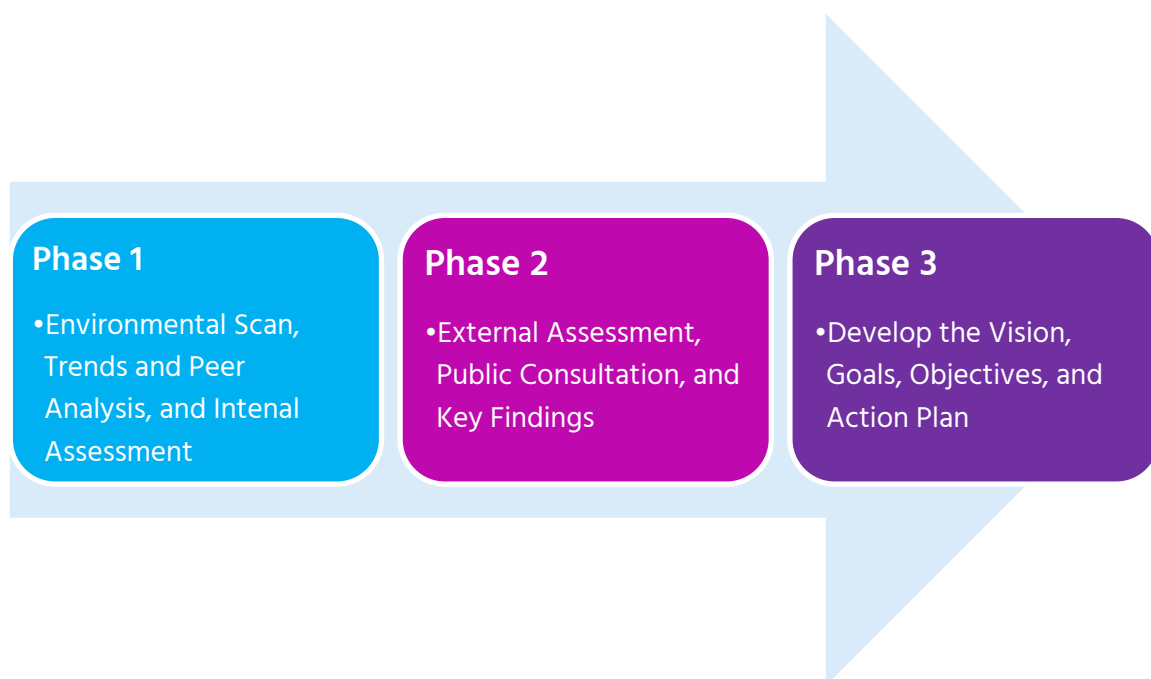 Phase 1
•Environmental Scan,
Trends and Peer
Analysis, and Intenal
Assessment
Phase 2
•External Assessment,
Public Consultation, and
Key Findings
Phase 3
•Develop the Vision,
Goals, Objectives, and
Action Plan